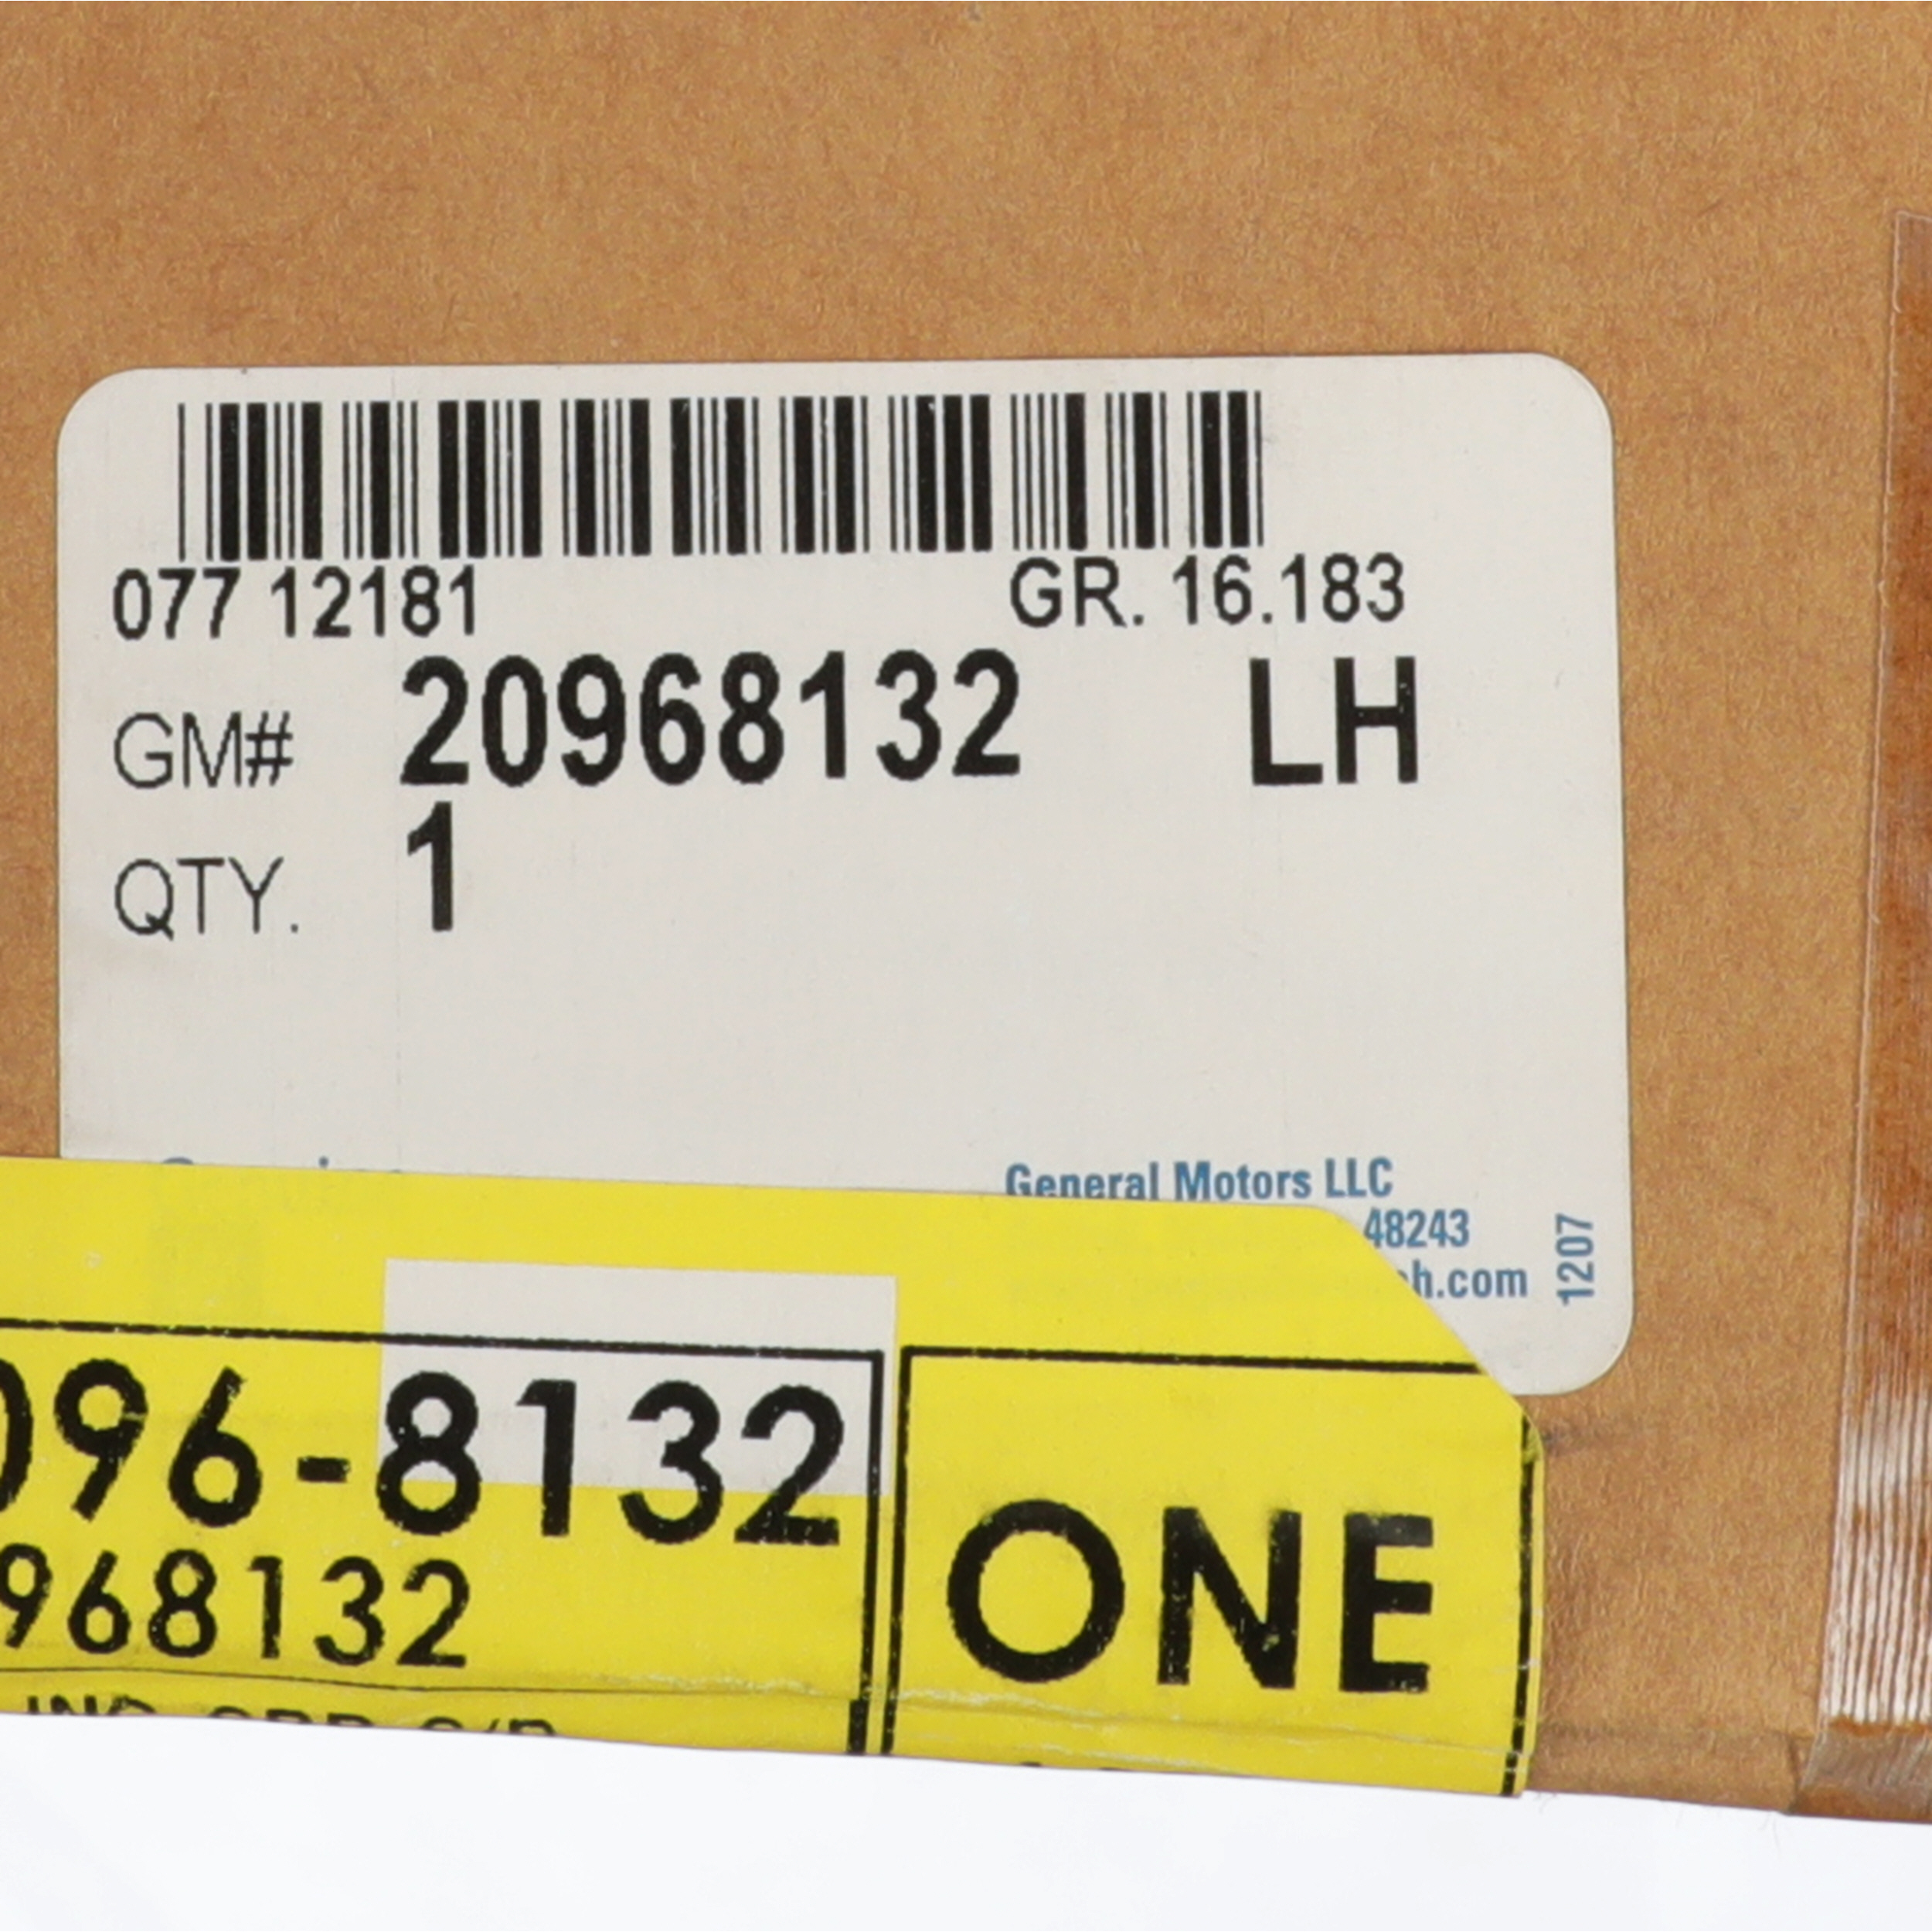 077 12181 GR. 16.183
GM# 20968132 LH
QTY. 1
General Motors LLC
48243
h.com
1207
096-8132
968132
ONE